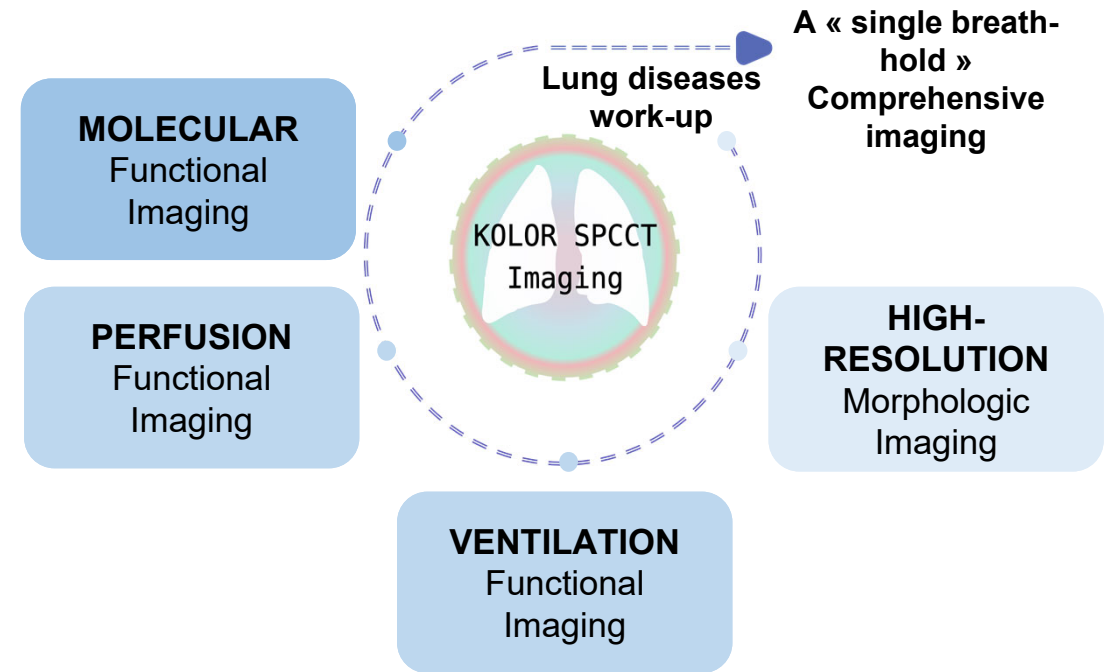 A « single breath-
hold »
Comprehensive
imaging
Lung diseases
work-up
MOLECULAR
Functional
Imaging
KOLOR SPCCT
Imaging
PERFUSION
Functional
Imaging
HIGH-
RESOLUTION
Morphologic
Imaging
VENTILATION
Functional
Imaging